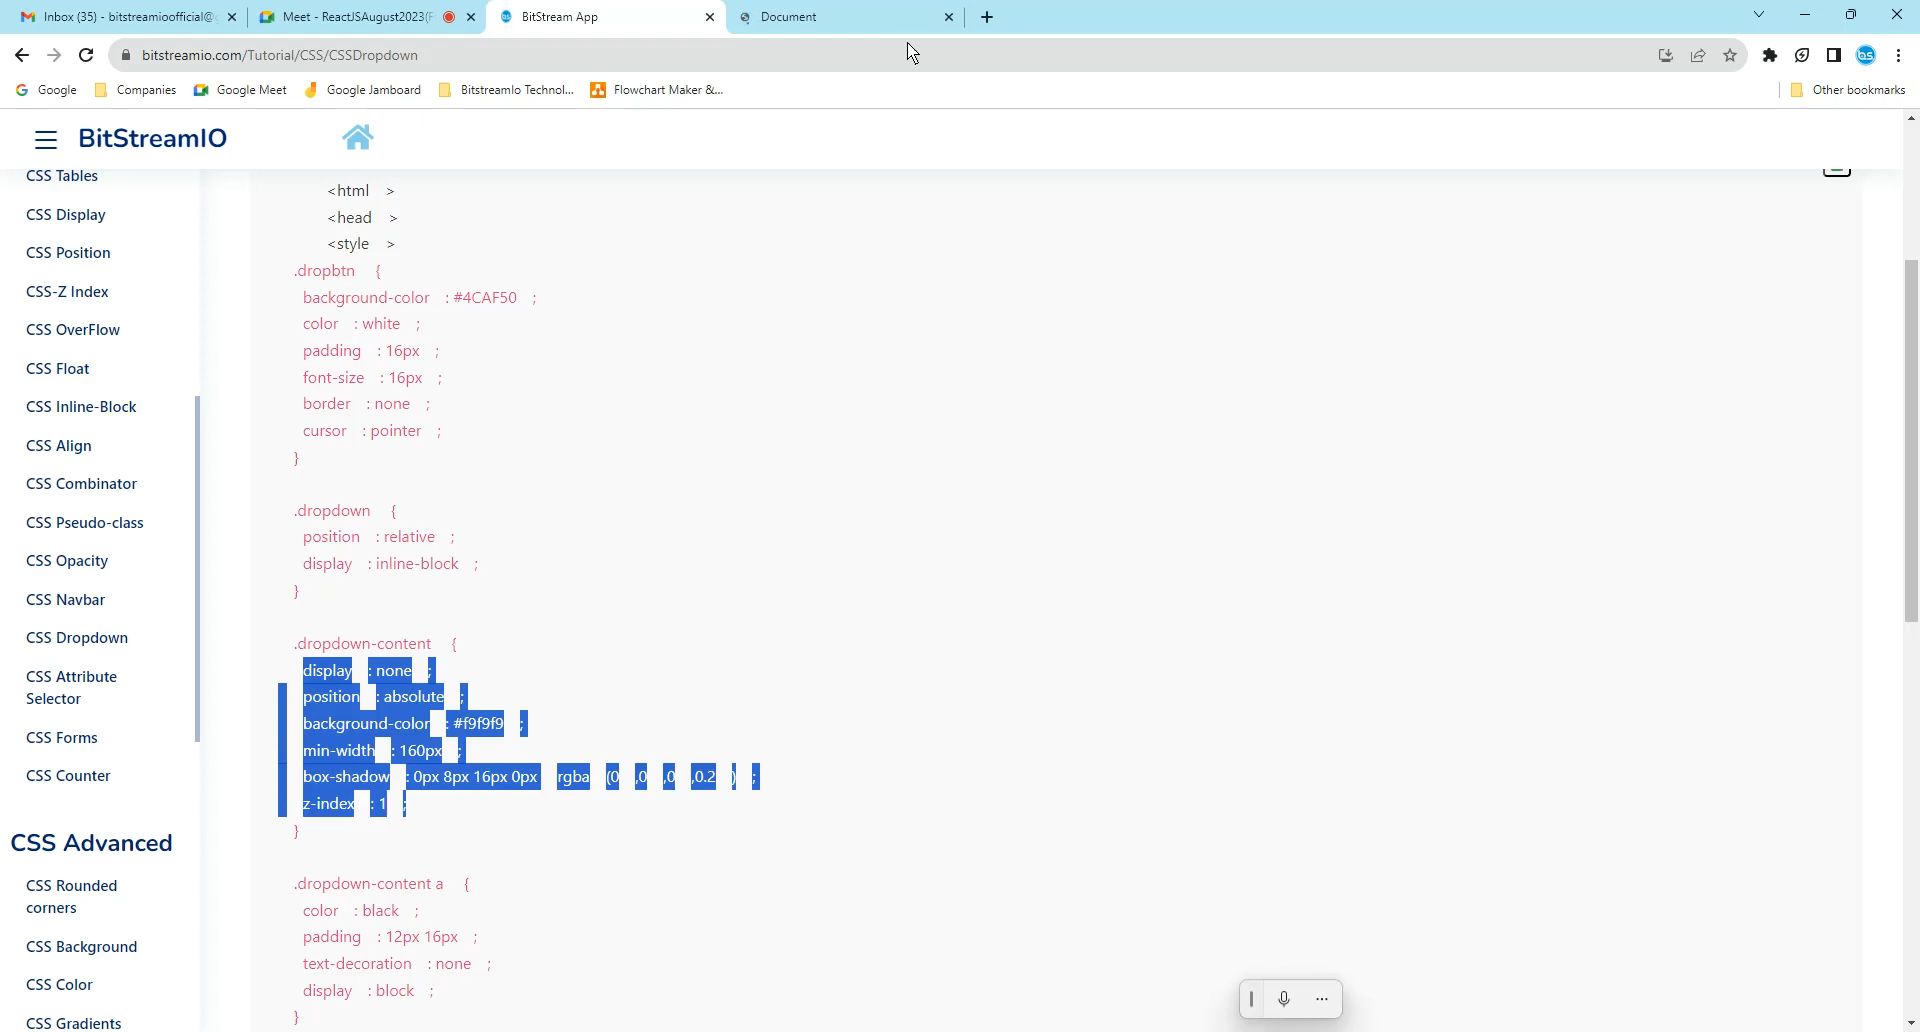 Inbox (35) - bitstreamioofficial@
Meet - ReactJSAugust2023(F
BitStream App
Document
bitstreamio.com/Tutorial/CSS/CSSDropdown
Google
Companies
Google Meet
Google Jamboard
BitstreamIo Technol...
Flowchart Maker &...
Other bookmarks
BitStreamIO
CSS Tables
CSS Display
CSS Position
CSS-Z Index
CSS OverFlow
CSS Float
CSS Inline-Block
CSS Align
CSS Combinator
CSS Pseudo-class
CSS Opacity
CSS Navbar
CSS Dropdown
CSS Attribute
Selector
CSS Forms
CSS Counter
CSS Advanced
CSS Rounded
corners
CSS Background
CSS Color
CSS Gradients
<html >
<head >
<style >
.dropbtn {
background-color : #4CAF50 ;
color : white ;
padding : 16px ;
font-size : 16px ;
border : none ;
cursor : pointer ;
}
.dropdown {
position : relative ;
display : inline-block ;
}
.dropdown-content {
display : none ;
position : absolute ;
background-color : #f9f9f9 ;
min-width : 160px ;
box-shadow : 0px 8px 16px 0px rgba (0 ,0 ,0 ,0.2 ) ;
z-index : 1 ;
}
.dropdown-content a {
color : black ;
padding : 12px 16px ;
text-decoration : none ;
display : block ;
}